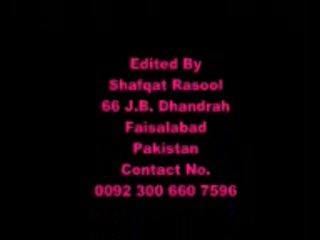 Edited By
Shafqat Rasool
66 J.B. Dhandrah
Faisalabad
Pakistan
Contact No.
0092 300 660 7596